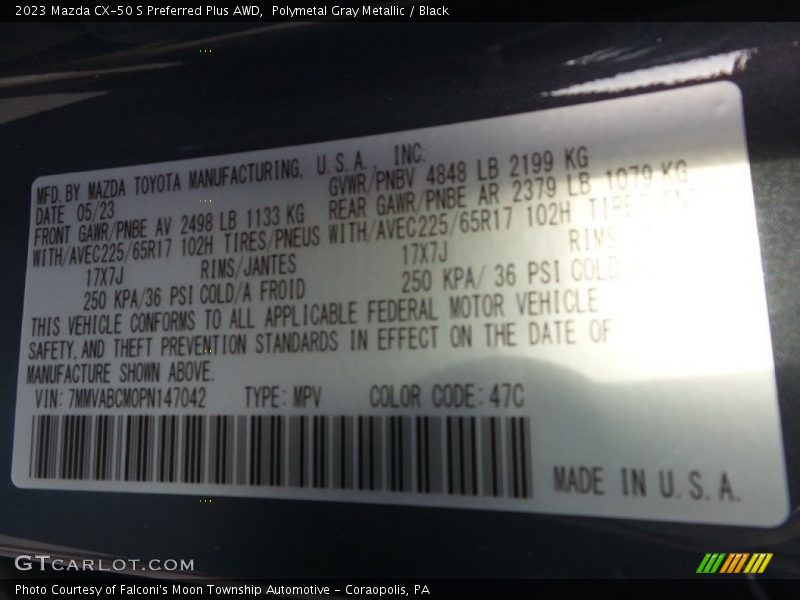 2023 Mazda CX-50 S Preferred Plus AWD,  Polymetal Gray Metallic / Black
MFD. BY MAZDA TOYOTA MANUFACTURING, U.S.A. INC.
DATE 05/23 GVWR/PNBV 4848 LB 2199 KG
FRONT GAWR/PNBE AV 2498 LB 1133 KG REAR GAWR/PNBE AR 2379 LB 1079 KG
WITH/AVEC225/65R17 102H TIRES/PNEUS WITH/AVEC225/65R17 102H
17X7J RIMS/JANTES 17X7J
250 KPA/36 PSI COLD/A FROID 250 KPA/ 36 PSI COLD
THIS VEHICLE CONFORMS TO ALL APPLICABLE FEDERAL MOTOR VEHICLE
SAFETY, AND THEFT PREVENTION STANDARDS IN EFFECT ON THE DATE OF
MANUFACTURE SHOWN ABOVE.
VIN: 7MMVABCM0PN147042 TYPE: MPV COLOR CODE: 47C
MADE IN U.S.A.
GTCARLOT.COM
Photo Courtesy of Falconi's Moon Township Automotive - Coraopolis, PA